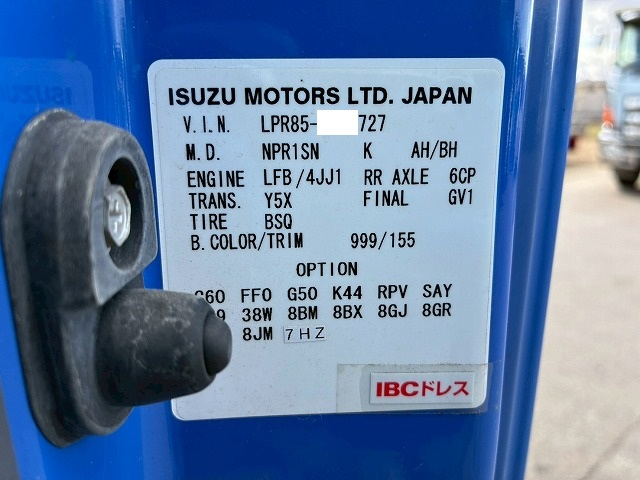 ISUZU MOTORS LTD. JAPAN
V.I.N. LPR85- 727
M.D. NPR1SN K AH/BH
ENGINE LFB/4JJ1 RR AXLE 6CP
TRANS. Y5X FINAL GV1
TIRE BSQ
B.COLOR/TRIM 999/155
OPTION
FF0 G50 K44 RPV SAY
38W 8BM 8BX 8GJ 8GR
8JM 7HZ
IBCドレス